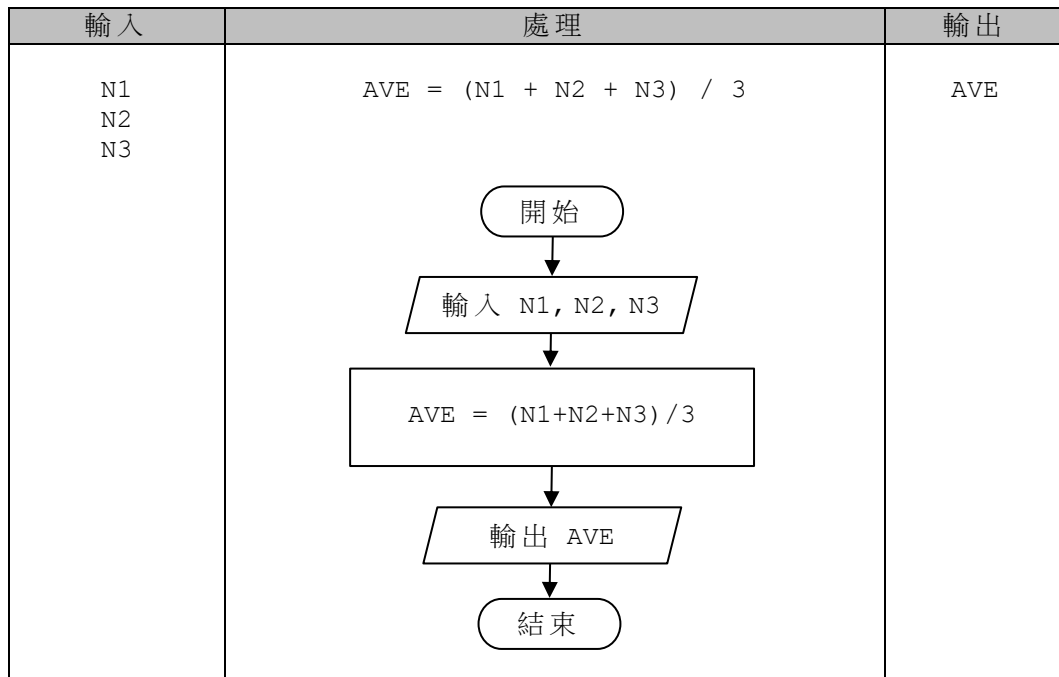 輸入
處理
輸出
N1
N2
N3
AVE = (N1 + N2 + N3) / 3
AVE
開始
輸入 N1, N2, N3
AVE = (N1+N2+N3)/3
輸出 AVE
結束